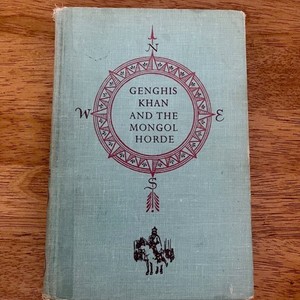 N
GENGHIS
KHAN
W AND THE E
MONGOL
HORDE
S